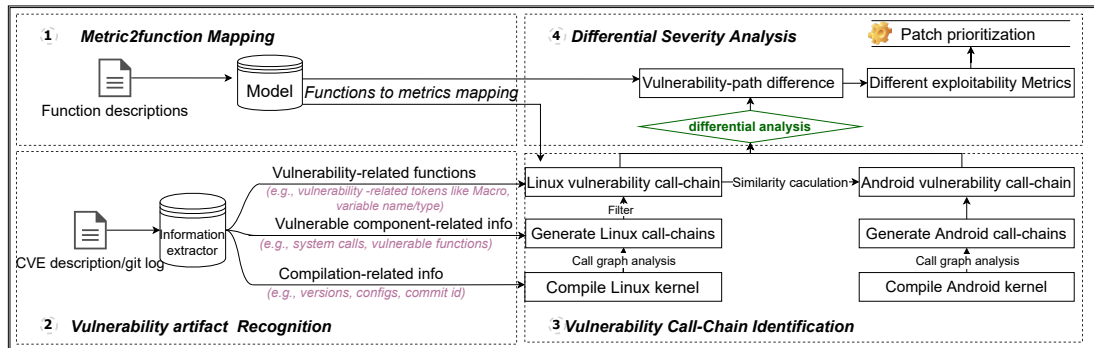 1 Metric2function Mapping
Function descriptions
Model
Functions to metrics mapping
4 Differential Severity Analysis
Patch prioritization
Vulnerability-path difference
Different exploitability Metrics
differential analysis
CVE description/git log
Information
extractor
Vulnerability-related functions
(e.g., vulnerability -related tokens like Macro,
variable name/type)
Vulnerable component-related info
(e.g., system calls, vulnerable functions)
Compilation-related info
(e.g., versions, configs, commit id)
2 Vulnerability artifact Recognition
Linux vulnerability call-chain
Similarity caculation
Android vulnerability call-chain
Filter
Generate Linux call-chains
Generate Android call-chains
Call graph analysis
Call graph analysis
Compile Linux kernel
Compile Android kernel
3 Vulnerability Call-Chain Identification